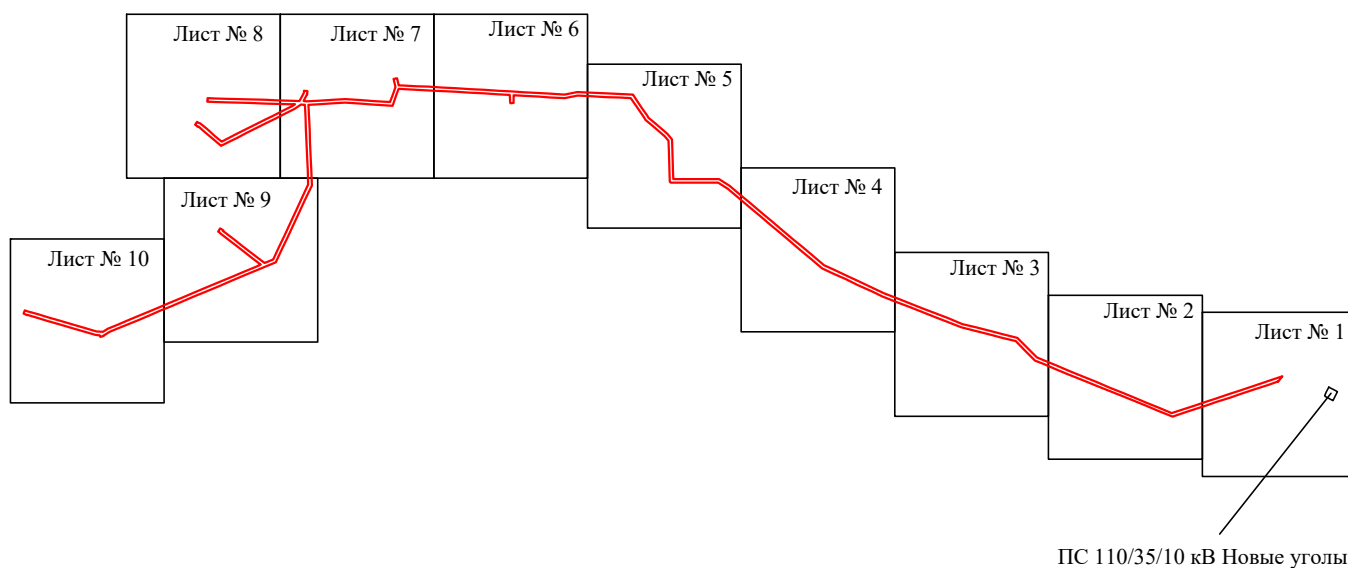 Лист № 8
Лист № 7
Лист № 6
Лист № 5
Лист № 4
Лист № 9
Лист № 10
Лист № 3
Лист № 2
Лист № 1
ПС 110/35/10 кВ Новые уголы